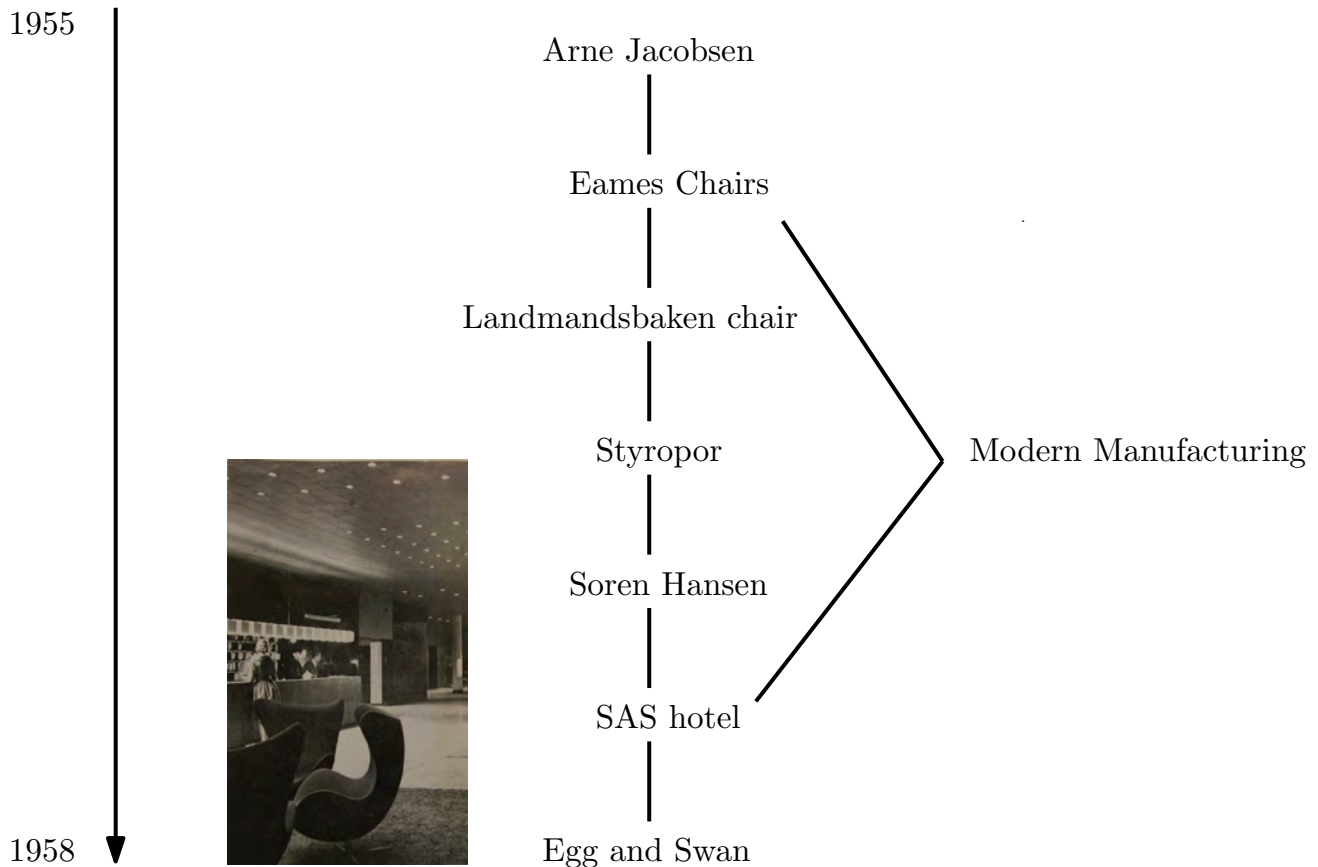 1955
Arne Jacobsen
Eames Chairs
Landmandsbaken chair
Styropor
Modern Manufacturing
Soren Hansen
SAS hotel
1958
Egg and Swan